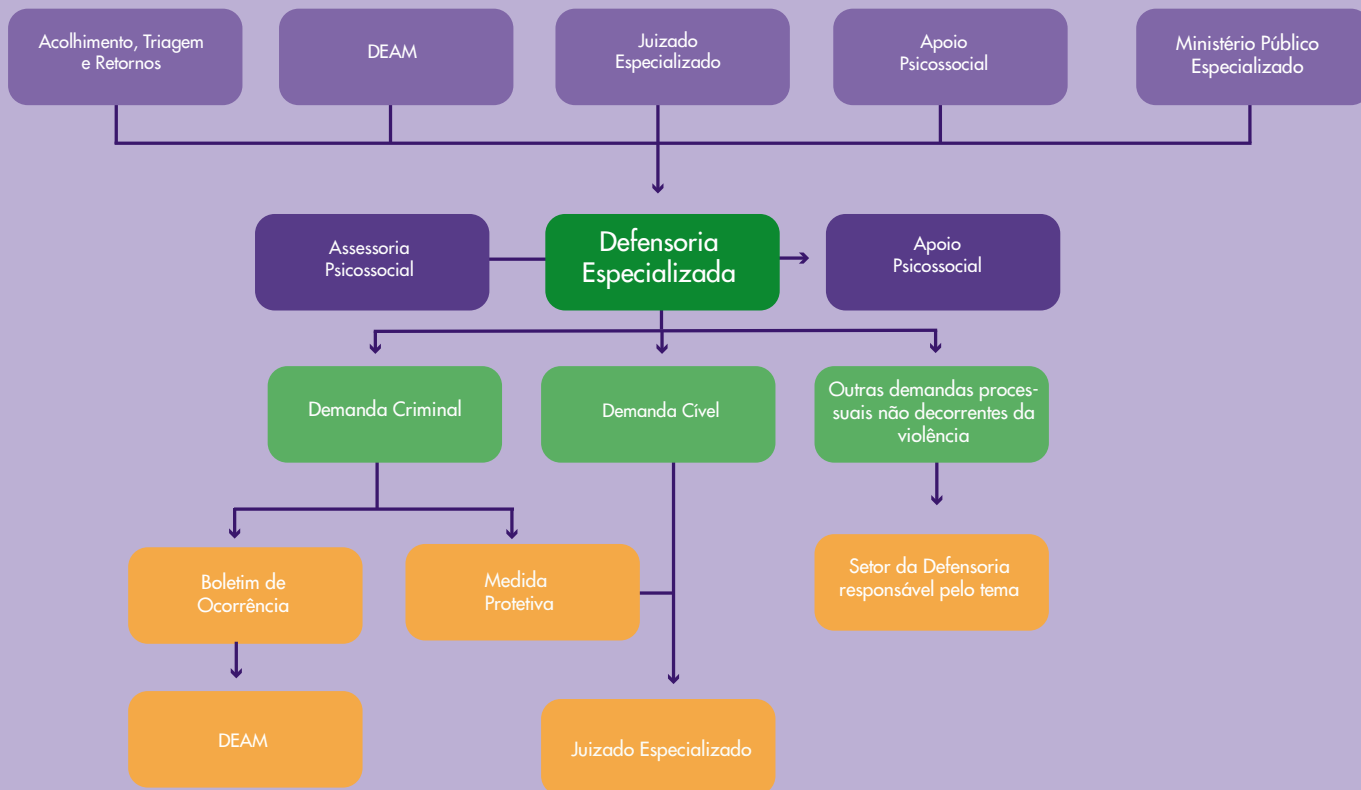 Acolhimento, Triagem
e Retornos
DEAM
Juizado
Especializado
Apoio
Psicossocial
Ministério Público
Especializado
Assessoria
Psicossocial
Defensoria
Especializada
Apoio
Psicossocial
Demanda Criminal
Demanda Cível
Outras demandas proces-
suais não decorrentes da
violência
Boletim de
Ocorrência
Medida
Protetiva
Setor da Defensoria
responsável pelo tema
DEAM
Juizado Especializado